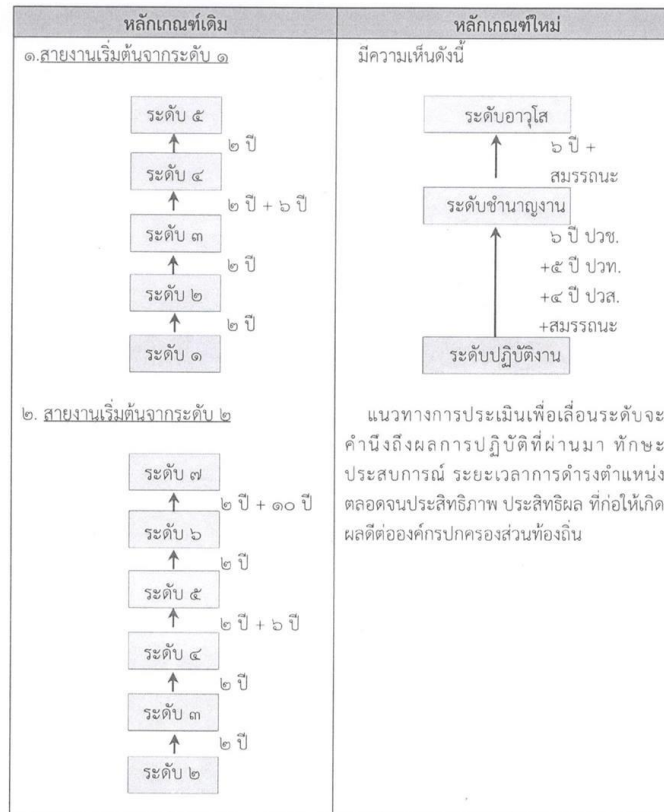 หลักเกณฑ์เดิม
๑.สายงานเริ่มต้นจากระดับ ๑
ระดับ ๕
๒ ปี
ระดับ ๔
๒ ปี + ๖ ปี
ระดับ ๓
๒ ปี
ระดับ ๒
๒ ปี
ระดับ ๑
๒. สายงานเริ่มต้นจากระดับ ๒
ระดับ ๗
๒ ปี + ๑๐ ปี
ระดับ ๖
๒ ปี
ระดับ ๕
๒ ปี + ๖ ปี
ระดับ ๔
๒ ปี
ระดับ ๓
๒ ปี
ระดับ ๒
หลักเกณฑ์ใหม่
มีความเห็นดังนี้
ระดับอาวุโส
๖ ปี +
สมรรถนะ
ระดับชำนาญงาน
๖ ปี ปวช.
+๕ ปี ปวท.
+๔ ปี ปวส.
+สมรรถนะ
ระดับปฏิบัติงาน
แนวทางการประเมินเพื่อเลื่อนระดับจะ
คำนึงถึงผลการปฏิบัติที่ผ่านมา ทักษะ
ประสบการณ์ ระยะเวลาการดำรงตำแหน่ง
ตลอดจนประสิทธิภาพ ประสิทธิผล ที่ก่อให้เกิด
ผลดีต่อองค์กรปกครองส่วนท้องถิ่น